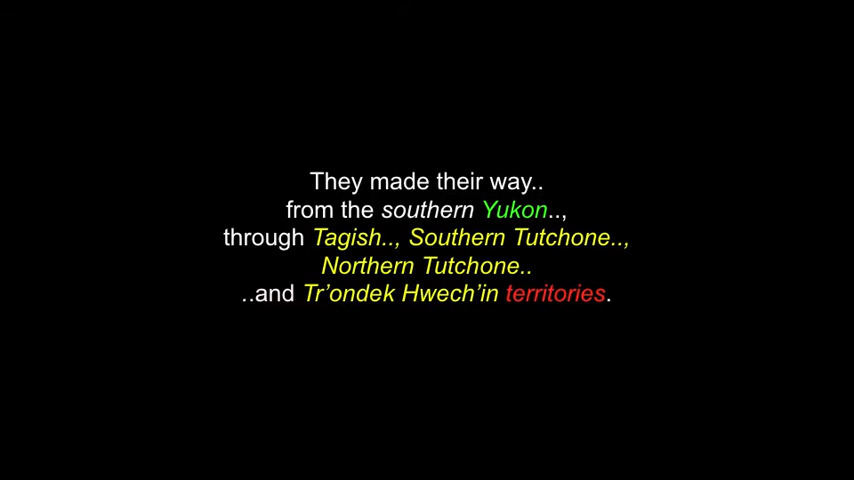 They made their way..
from the southern Yukon..,
through Tagish.., Southern Tutchone..,
Northern Tutchone..
..and Tr’ondek Hwech’in territories.